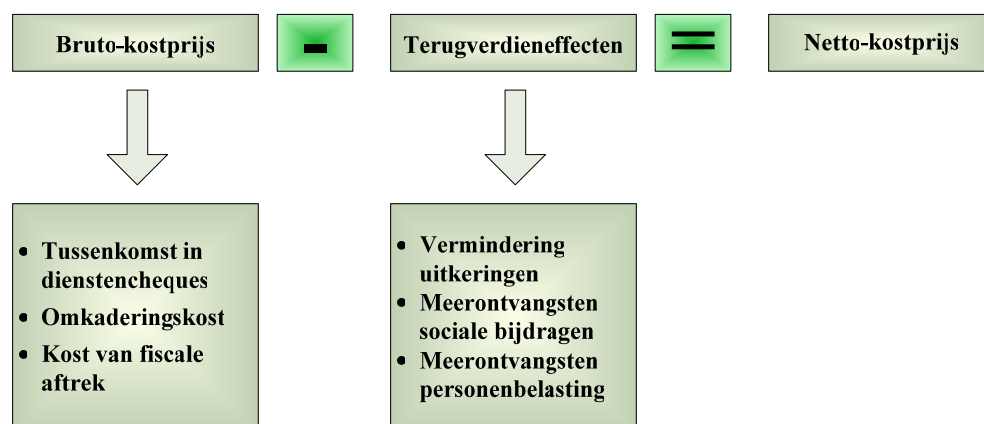 Bruto-kostprijs - Terugverdieneffecten = Netto-kostprijs
• Tussenkomst in
dienstencheques
• Omkaderingskost
• Kost van fiscale
aftrek
• Vermindering
uitkeringen
• Meerontvangsten
sociale bijdragen
• Meerontvangsten
personenbelasting